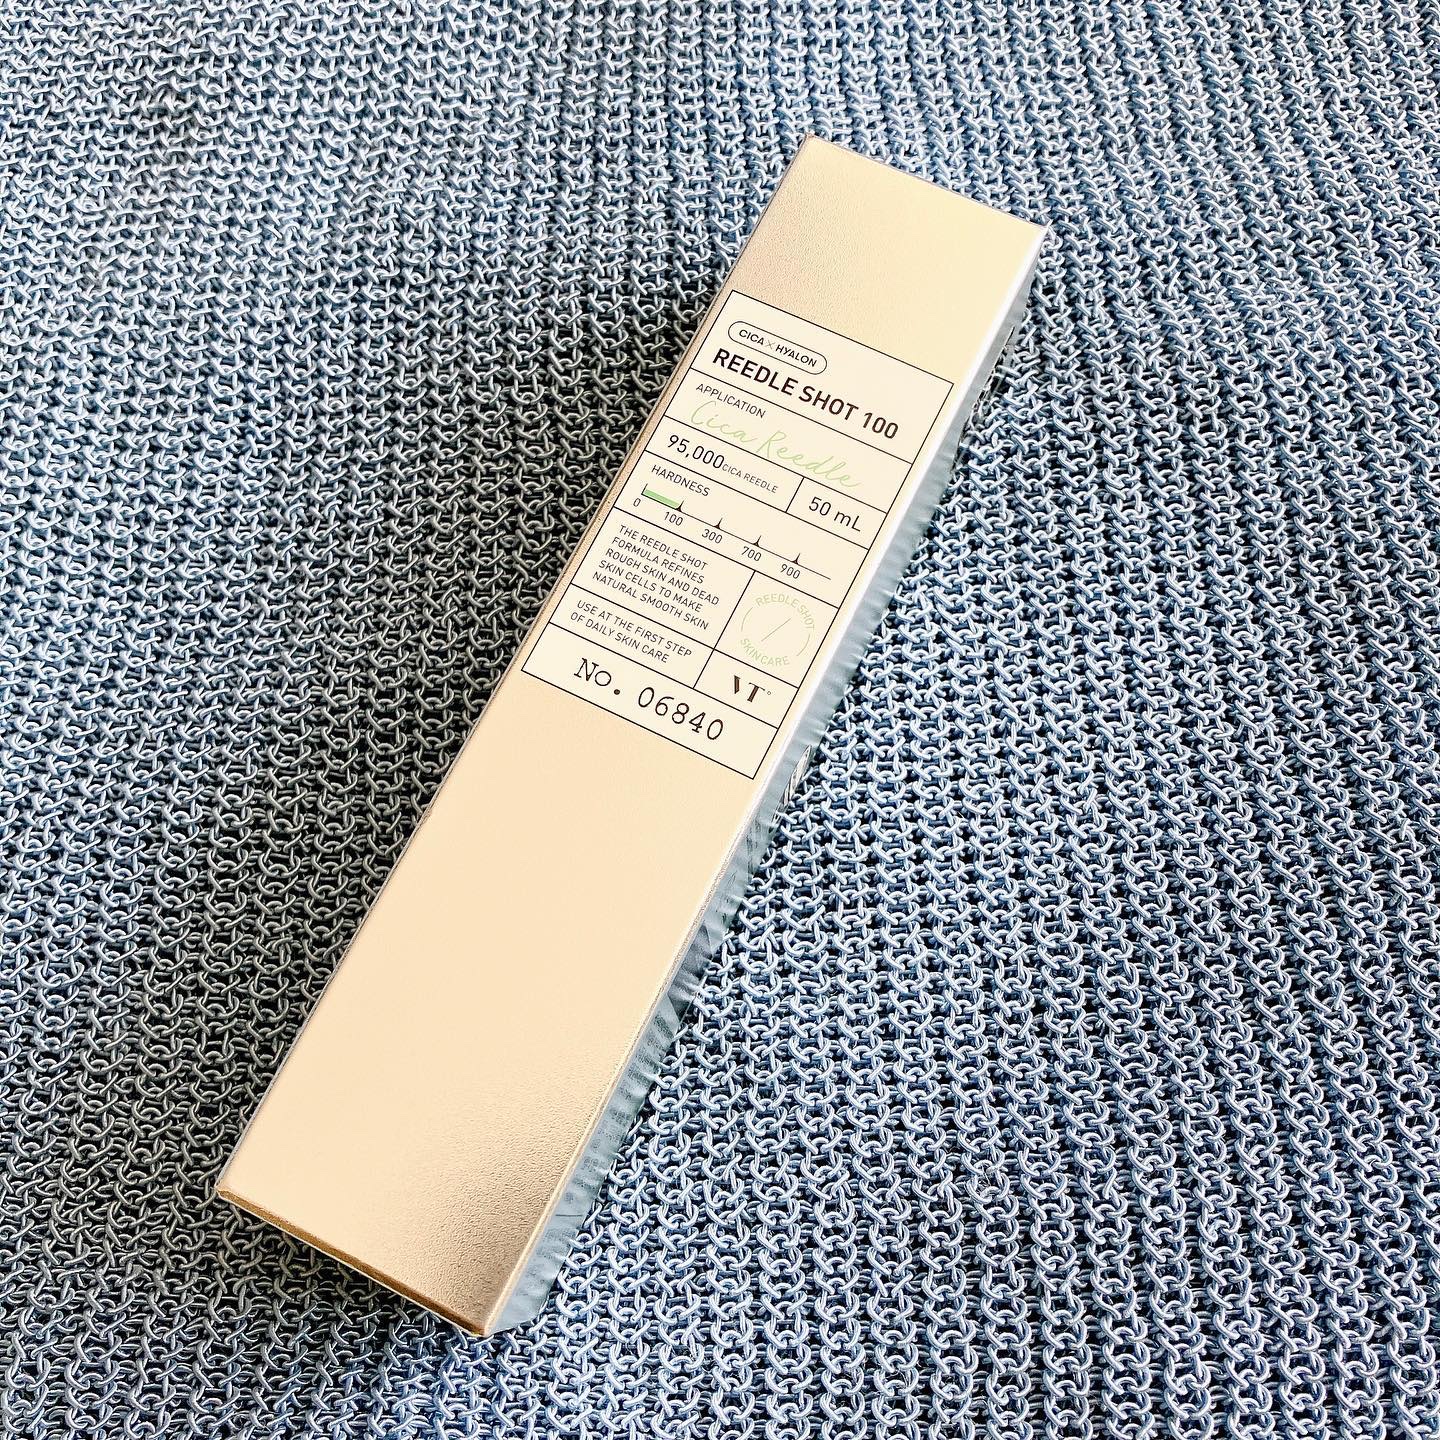 CICA × HYALON
REEDLE SHOT 100
APPLICATION
Cica Reedle
95,000 CICA REEDLE
50 mL
HARDNESS
0 100 300 700 900
THE REEDLE SHOT
FORMULA REFINES
ROUGH SKIN AND DEAD
SKIN CELLS TO MAKE
NATURAL SMOOTH SKIN
REEDLE SHOT
SKIN CARE
USE AT THE FIRST STEP
OF DAILY SKIN CARE
VT
No. 06840